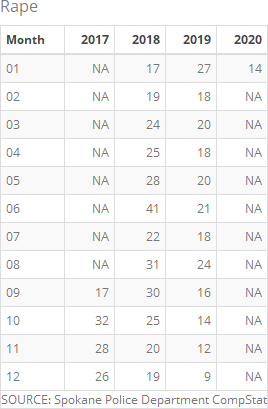 Rape
Month 2017 2018 2019 2020
01 NA 17 27 14
02 NA 19 18 NA
03 NA 24 20 NA
04 NA 25 18 NA
05 NA 28 20 NA
06 NA 41 21 NA
07 NA 22 18 NA
08 NA 31 24 NA
09 17 30 16 NA
10 32 25 14 NA
11 28 20 12 NA
12 26 19 9 NA
SOURCE: Spokane Police Department CompStat